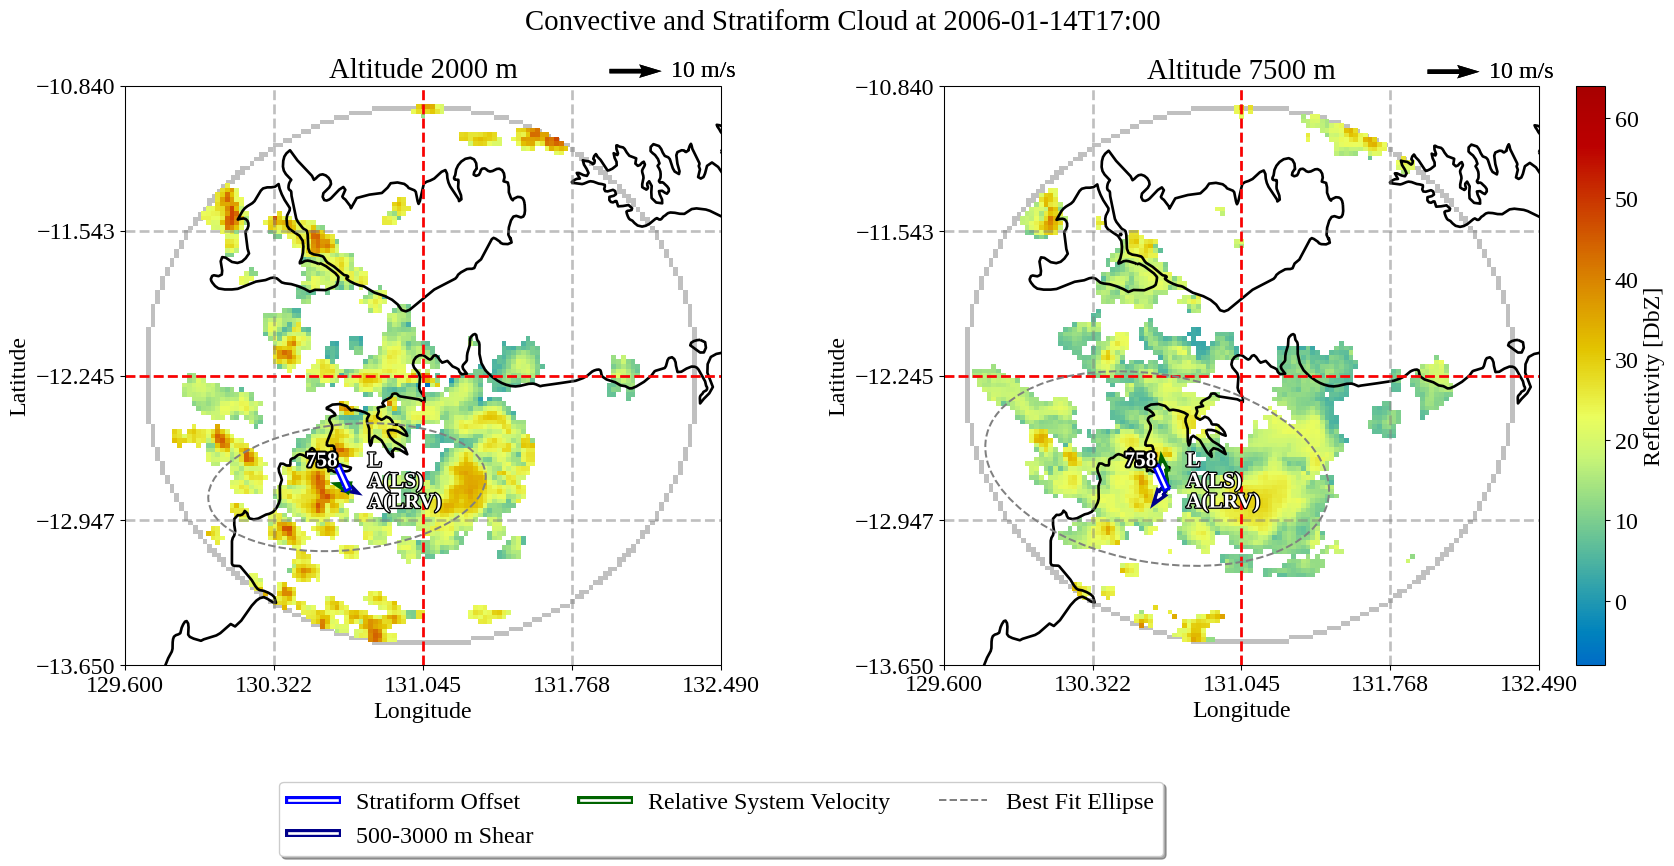 Convective and Stratiform Cloud at 2006-01-14T17:00
Altitude 2000 m
10 m/s
Altitude 7500 m
10 m/s
−10.840
−11.543
−12.245
−12.947
−13.650
Latitude
129.600
130.322
131.045
131.768
132.490
Longitude
758
L
A(LS)
A(LRV)
−10.840
−11.543
−12.245
−12.947
−13.650
Latitude
129.600
130.322
131.045
131.768
132.490
Longitude
758
L
A(LS)
A(LRV)
60
50
40
30
20
10
0
Reflectivity [DbZ]
Stratiform Offset
Relative System Velocity
Best Fit Ellipse
500-3000 m Shear